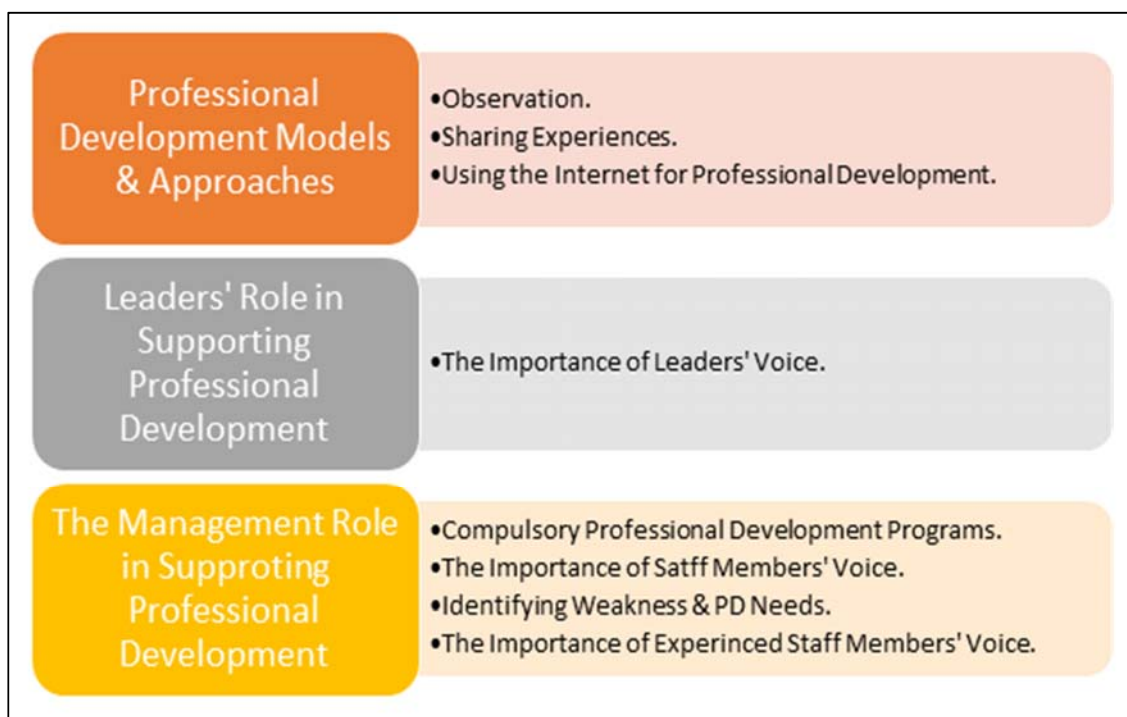 Professional
Development Models
& Approaches
•Observation.
•Sharing Experiences.
•Using the Internet for Professional Development.
Leaders' Role in
Supporting
Professional
Development
•The Importance of Leaders' Voice.
The Management Role
in Supproting
Professional
Development
•Compulsory Professional Development Programs.
•The Importance of Satff Members' Voice.
•Identifying Weakness & PD Needs.
•The Importance of Experinced Staff Members' Voice.